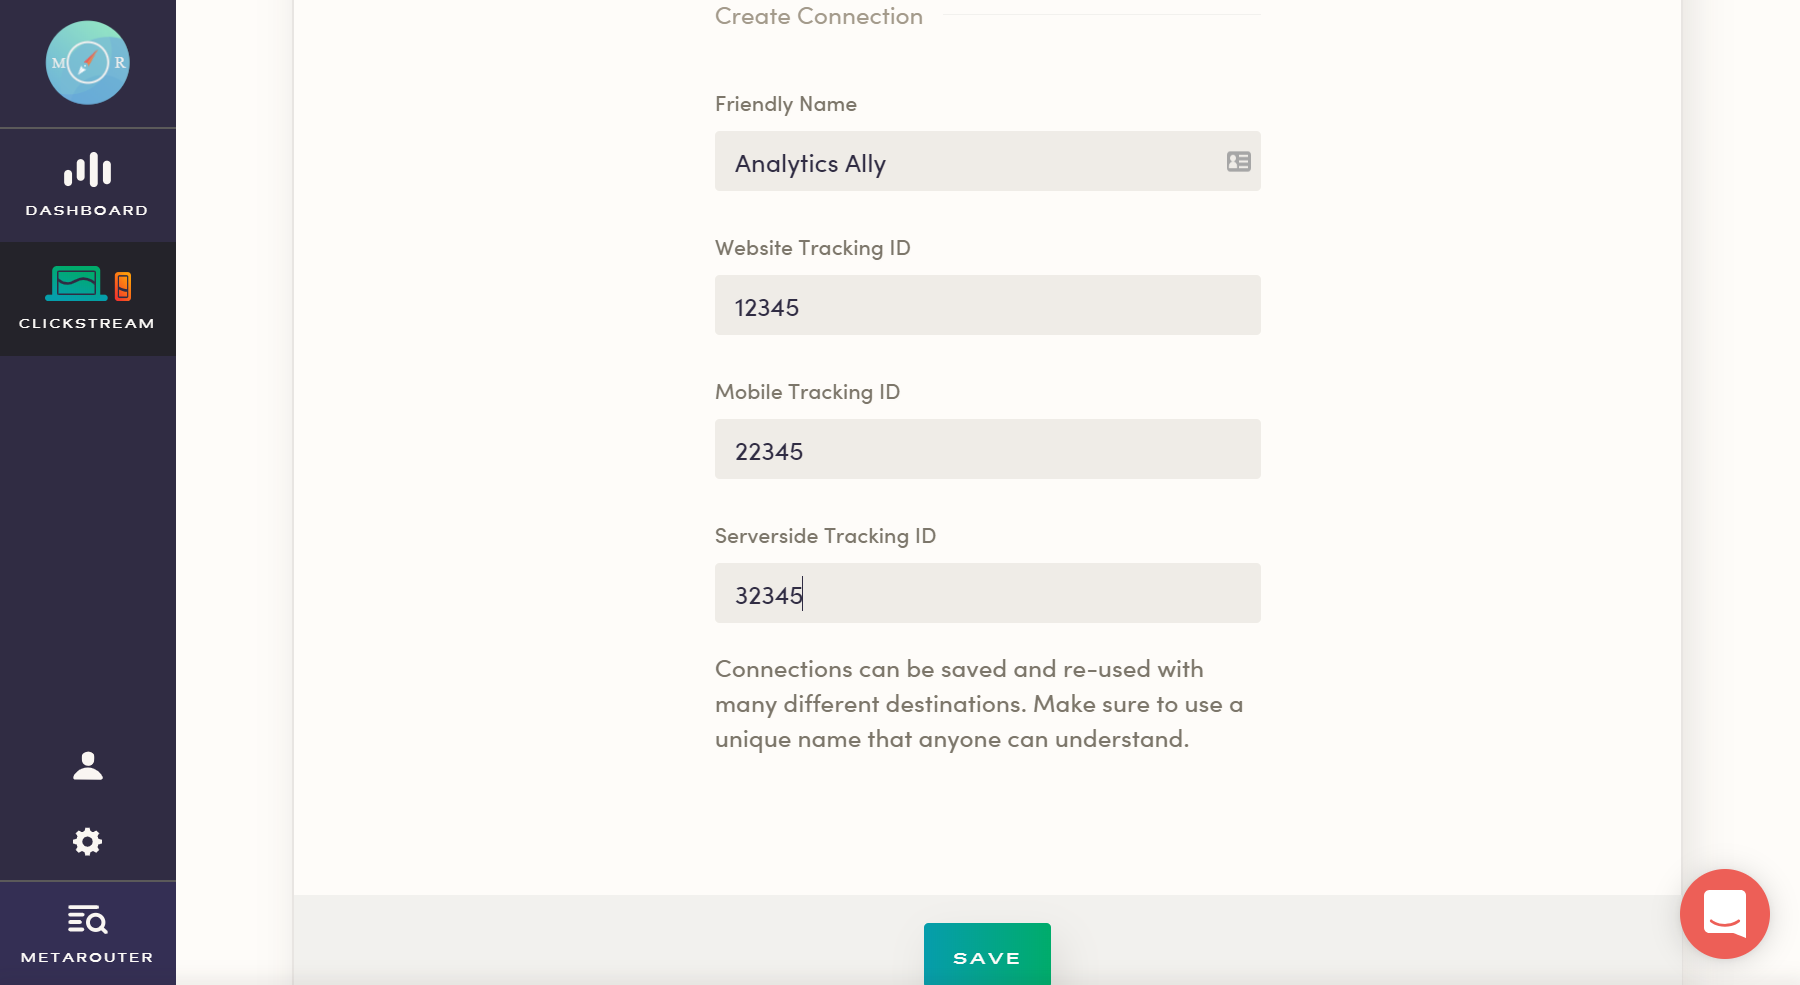 M R
DASHBOARD
CLICKSTREAM
METAROUTER
Create Connection
Friendly Name
Analytics Ally
Website Tracking ID
12345
Mobile Tracking ID
22345
Serverside Tracking ID
32345
Connections can be saved and re-used with
many different destinations. Make sure to use a
unique name that anyone can understand.
SAVE